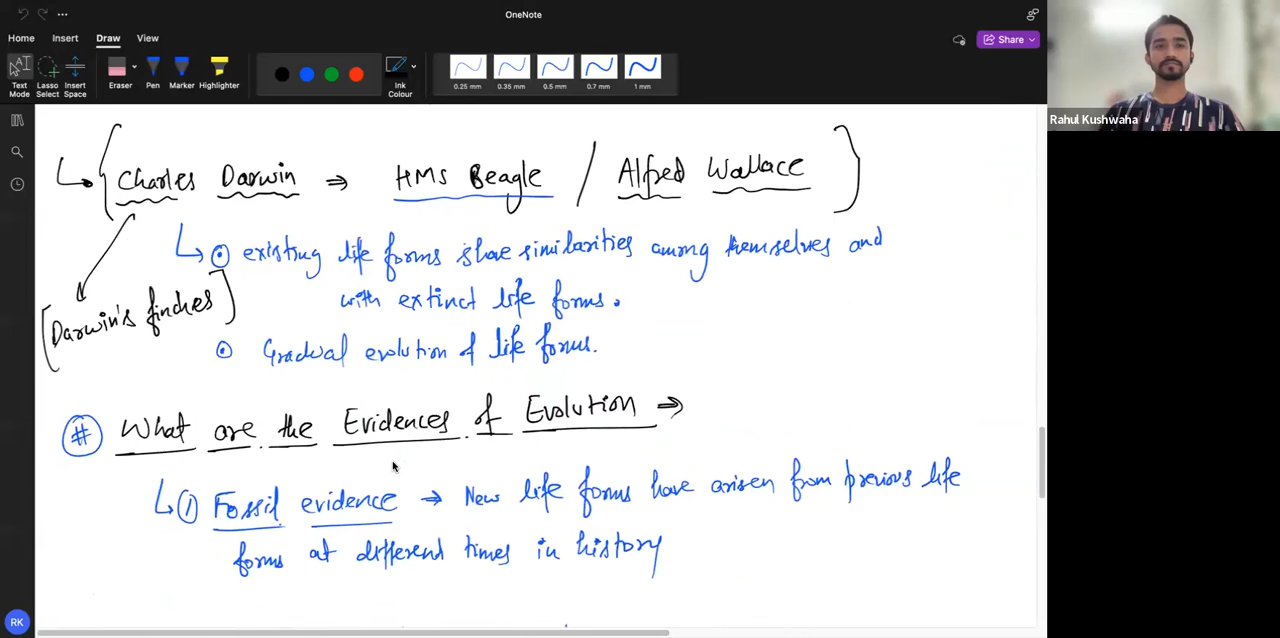 OneNote
Home Insert Draw View
Share
Text Mode
Lasso Select
Insert Space
Eraser
Pen
Marker
Highlighter
Ink Colour
0.25 mm
0.35 mm
0.5 mm
0.7 mm
1 mm
Rahul Kushwaha
Charles Darwin ⇒ HMS Beagle / Alfred Wallace
⊙ existing life forms share similarities among themselves and
with extinct life forms.
[Darwin's finches]
⊙ Gradual evolution of life forms.
# What are the Evidences of Evolution ⇒
① Fossil evidence → New life forms have arisen from previous life
forms at different times in history
RK